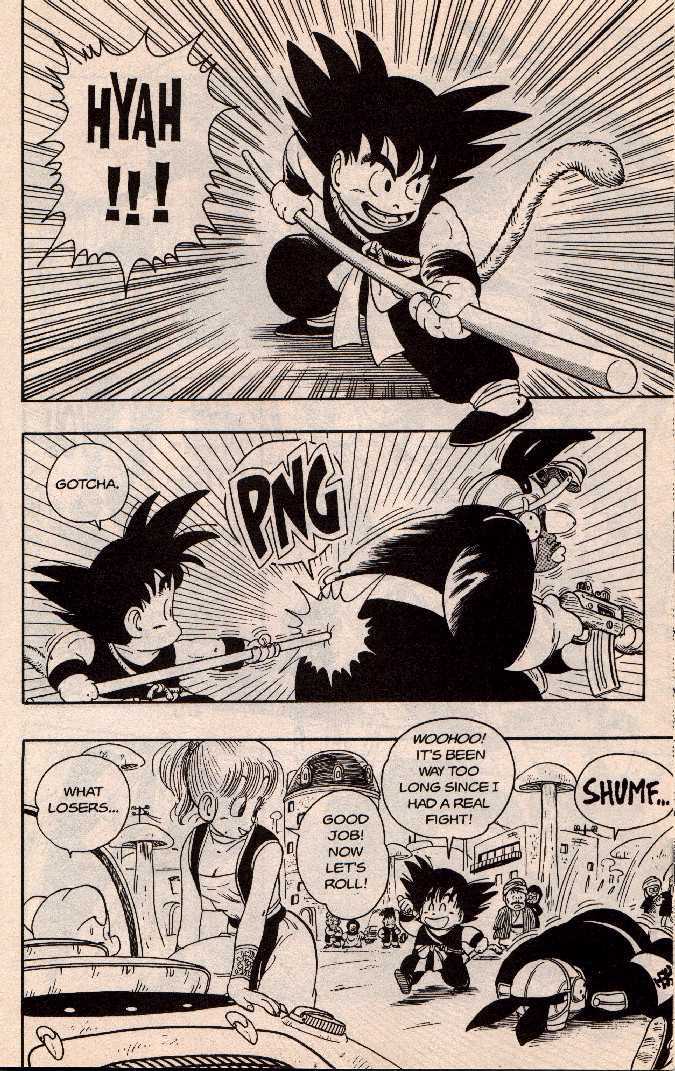 HYAH
!!!
GOTCHA.
PNG
WHAT
LOSERS...
GOOD
JOB!
NOW
LET'S
ROLL!
WOOHOO!
IT'S BEEN
WAY TOO
LONG SINCE I
HAD A REAL
FIGHT!
SHUMF...